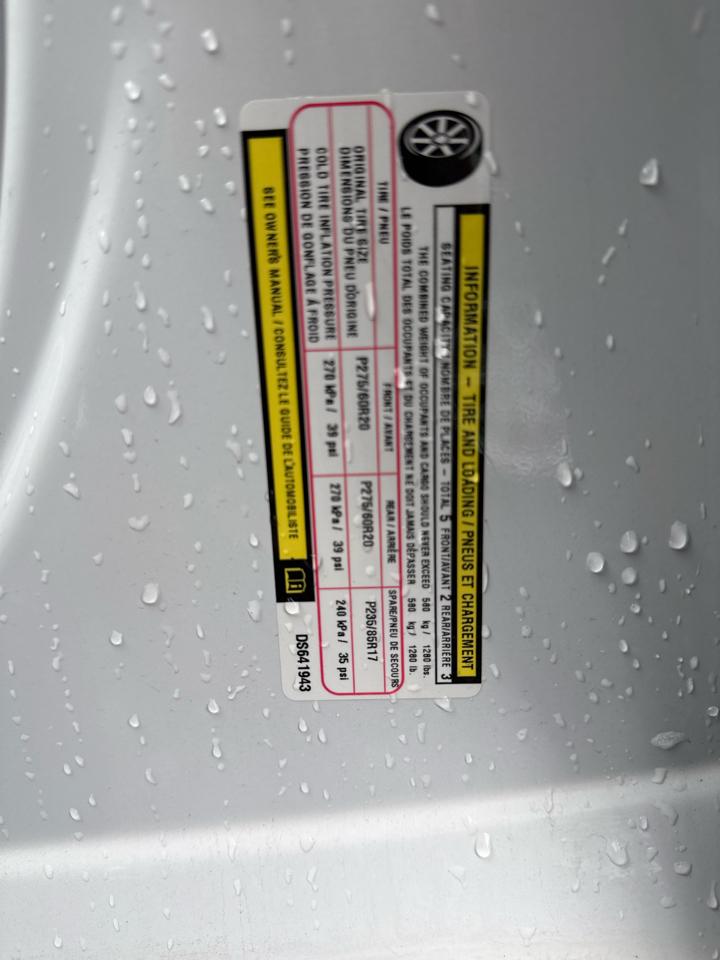 INFORMATION – TIRE AND LOADING / PNEUS ET CHARGEMENT
SEATING CAPACITY / NOMBRE DE PLACES – TOTAL 5 FRONT/AVANT 2 REAR/ARRIÈRE 3
THE COMBINED WEIGHT OF OCCUPANTS AND CARGO SHOULD NEVER EXCEED 580 kg / 1280 lbs.
LE POIDS TOTAL DES OCCUPANTS ET DU CHARGEMENT NE DOIT JAMAIS DÉPASSER 580 kg / 1280 lb.
TIRE / PNEU FRONT / AVANT REAR / ARRIÈRE SPARE/PNEU DE SECOURS
ORIGINAL TIRE SIZE
DIMENSIONS DU PNEU D'ORIGINE P275/60R20 P275/60R20 P235/85R17
COLD TIRE INFLATION PRESSURE
PRESSION DE GONFLAGE À FROID 270 kPa / 39 psi 270 kPa / 39 psi 240 kPa / 35 psi
SEE OWNER'S MANUAL / CONSULTEZ LE GUIDE DE L'AUTOMOBILISTE
DS641943